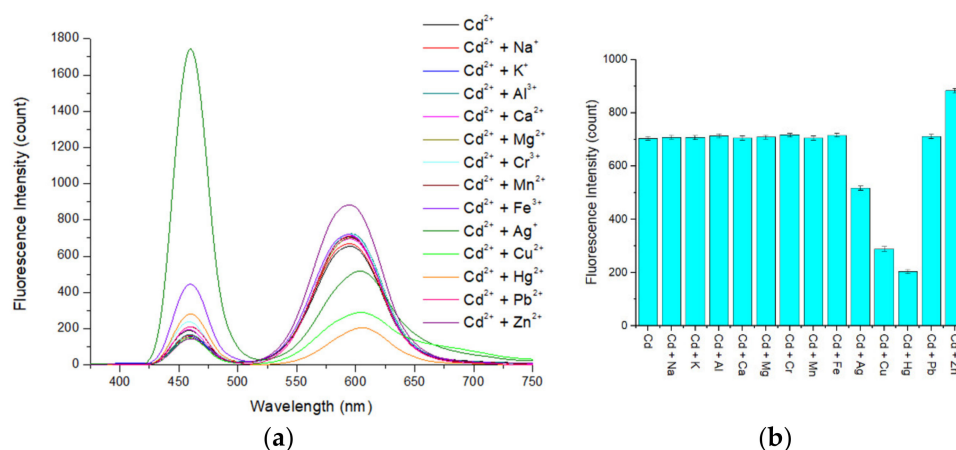 1800
1600
1400
1200
1000
800
600
400
200
0
Fluorescence Intensity (count)
400
450
500
550
600
650
700
750
Wavelength (nm)
Cd²⁺
Cd²⁺ + Na⁺
Cd²⁺ + K⁺
Cd²⁺ + Al³⁺
Cd²⁺ + Ca²⁺
Cd²⁺ + Mg²⁺
Cd²⁺ + Cr³⁺
Cd²⁺ + Mn²⁺
Cd²⁺ + Fe³⁺
Cd²⁺ + Ag⁺
Cd²⁺ + Cu²⁺
Cd²⁺ + Hg²⁺
Cd²⁺ + Pb²⁺
Cd²⁺ + Zn²⁺
(a)
1000
800
600
400
200
0
Fluorescence Intensity (count)
Cd
Cd + Na
Cd + K
Cd + Al
Cd + Ca
Cd + Mg
Cd + Cr
Cd + Mn
Cd + Fe
Cd + Ag
Cd + Cu
Cd + Hg
Cd + Pb
Cd + Zn
(b)